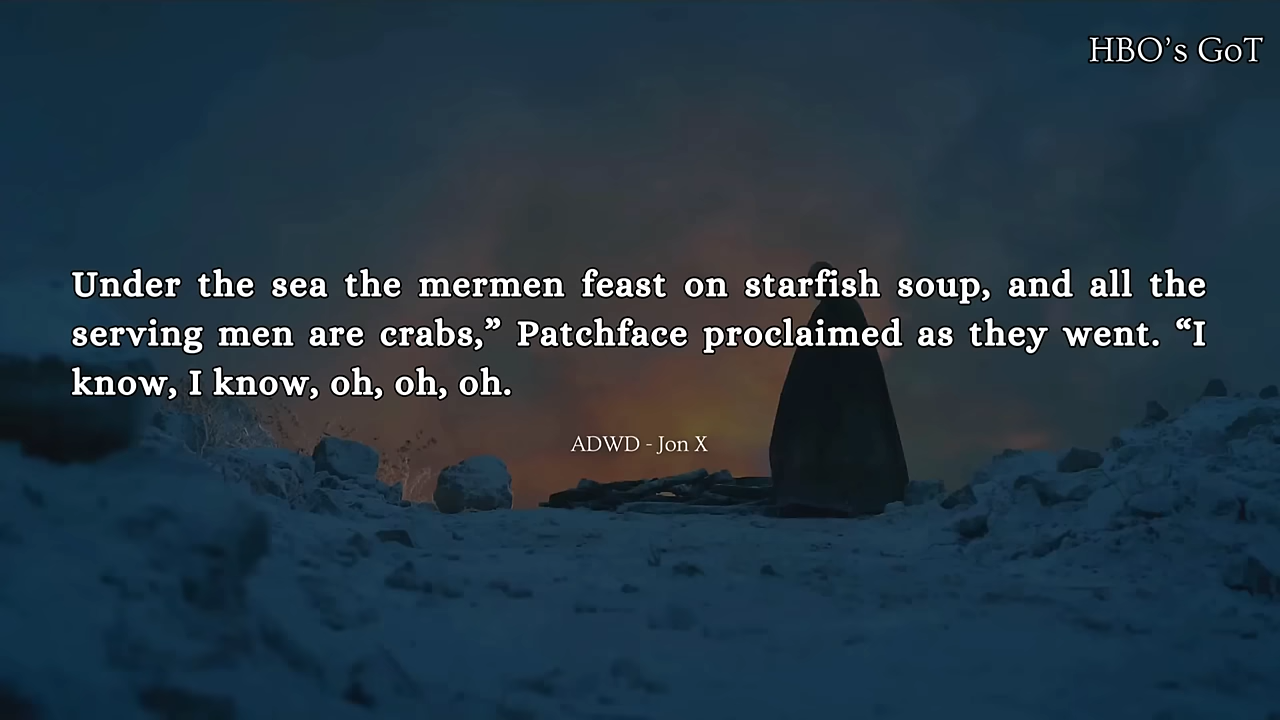 HBO’s GoT
Under the sea the mermen feast on starfish soup, and all the
serving men are crabs,” Patchface proclaimed as they went. “I
know, I know, oh, oh, oh.
ADWD - Jon X